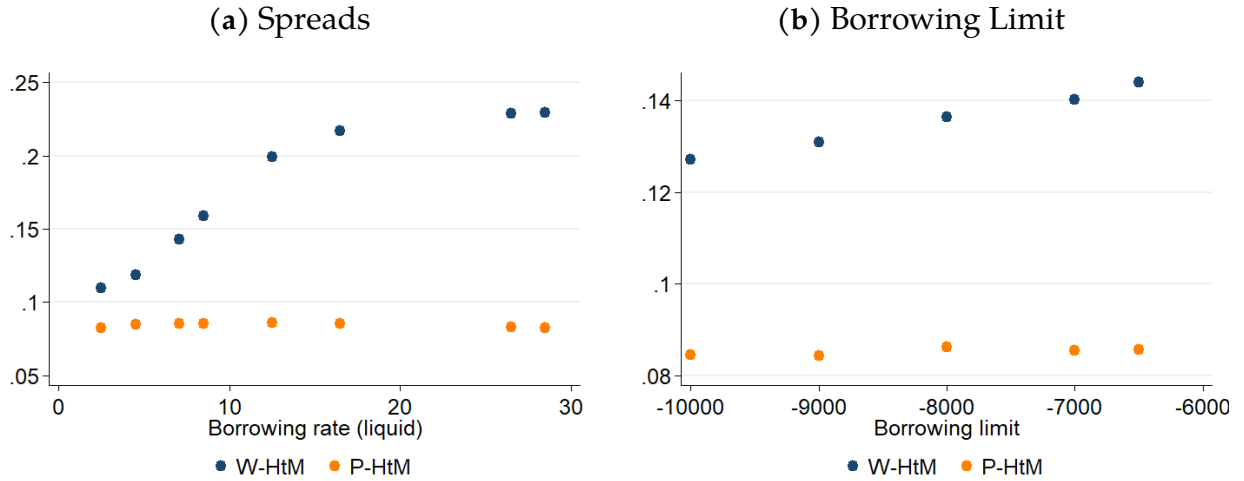 (a) Spreads
.25
.2
.15
.1
.05
0 10 20 30
Borrowing rate (liquid)
W-HtM P-HtM
(b) Borrowing Limit
.14
.12
.1
.08
-10000 -9000 -8000 -7000 -6000
Borrowing limit
W-HtM P-HtM